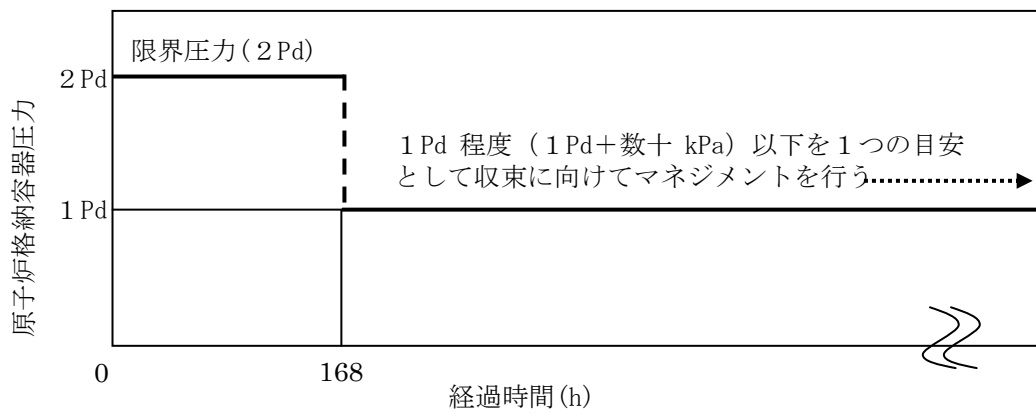 限界圧力(2Pd)
2Pd
1Pd 程度(1Pd+数十 kPa)以下を1つの目安
として収束に向けてマネジメントを行う
1Pd
原子炉格納容器圧力
0
168
経過時間(h)